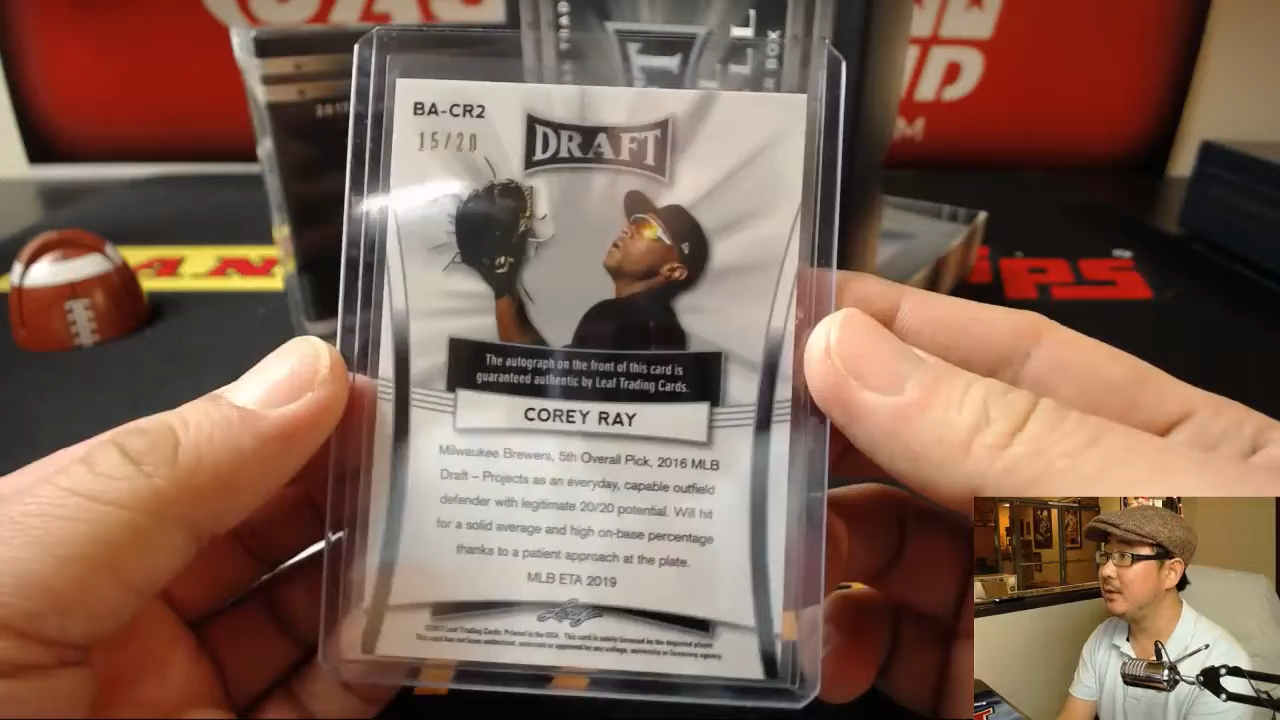 BA-CR2
15/20
DRAFT
The autograph on the front of this card is
guaranteed authentic by Leaf Trading Cards.
COREY RAY
Milwaukee Brewers, 5th Overall Pick, 2016 MLB
Draft – Projects as an everyday, capable outfield
defender with legitimate 20/20 potential. Will hit
for a solid average and high on-base percentage
thanks to a patient approach at the plate.
MLB ETA 2019
Leaf
BOX